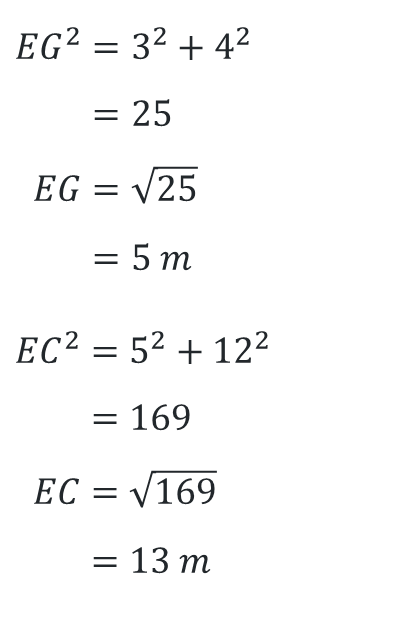 EG² = 3² + 4²
= 25
EG = √25
= 5 m
EC² = 5² + 12²
= 169
EC = √169
= 13 m